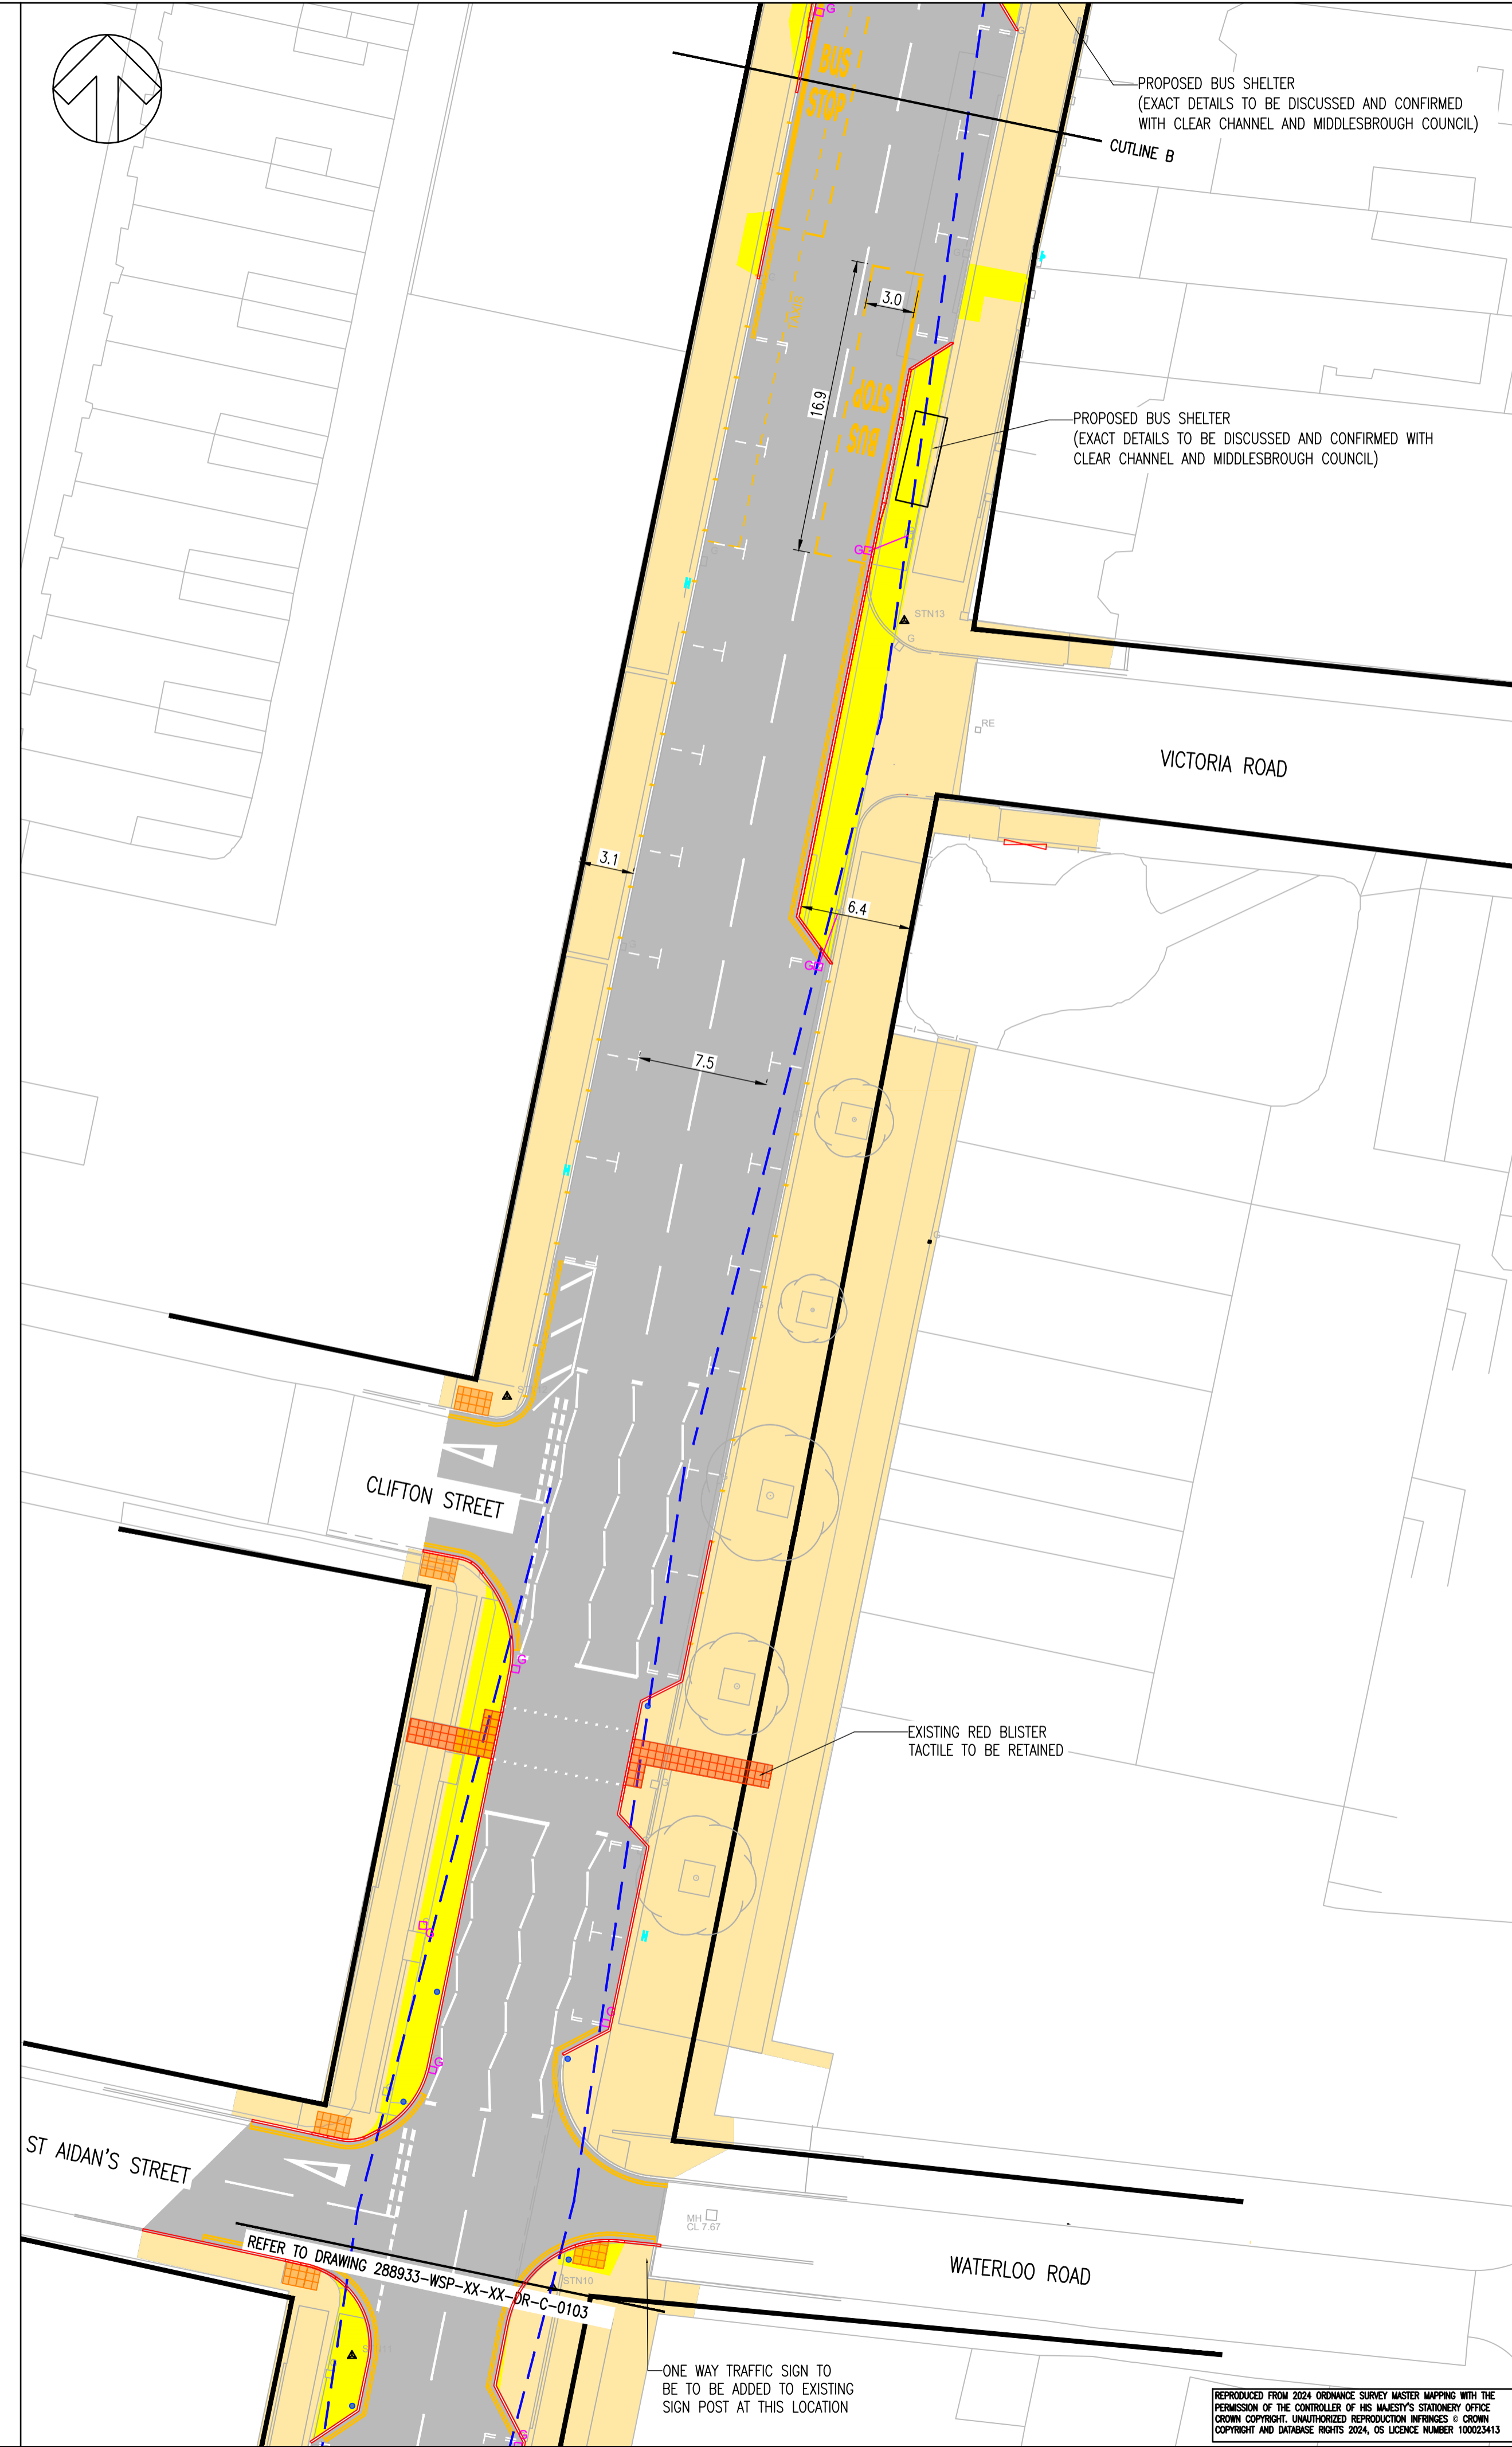 G
G
BUS
STOP
PROPOSED BUS SHELTER
(EXACT DETAILS TO BE DISCUSSED AND CONFIRMED
WITH CLEAR CHANNEL AND MIDDLESBROUGH COUNCIL)
CUTLINE B
TAXIS
3.0
16.9
STOP
BUS
PROPOSED BUS SHELTER
(EXACT DETAILS TO BE DISCUSSED AND CONFIRMED WITH
CLEAR CHANNEL AND MIDDLESBROUGH COUNCIL)
G
G
STN13
G
RE
VICTORIA ROAD
3.1
6.4
G
G
7.5
G
G
G
CLIFTON STREET
G
EXISTING RED BLISTER
TACTILE TO BE RETAINED
G
G
G
G
ST AIDAN'S STREET
MH
CL 7.67
WATERLOO ROAD
REFER TO DRAWING 288933-WSP-XX-XX-DR-C-0103
STN10
ONE WAY TRAFFIC SIGN TO
BE TO BE ADDED TO EXISTING
SIGN POST AT THIS LOCATION
G
REPRODUCED FROM 2024 ORDNANCE SURVEY MASTER MAPPING WITH THE
PERMISSION OF THE CONTROLLER OF HIS MAJESTY'S STATIONERY OFFICE
CROWN COPYRIGHT. UNAUTHORIZED REPRODUCTION INFRINGES © CROWN
COPYRIGHT AND DATABASE RIGHTS 2024, OS LICENCE NUMBER 100023413